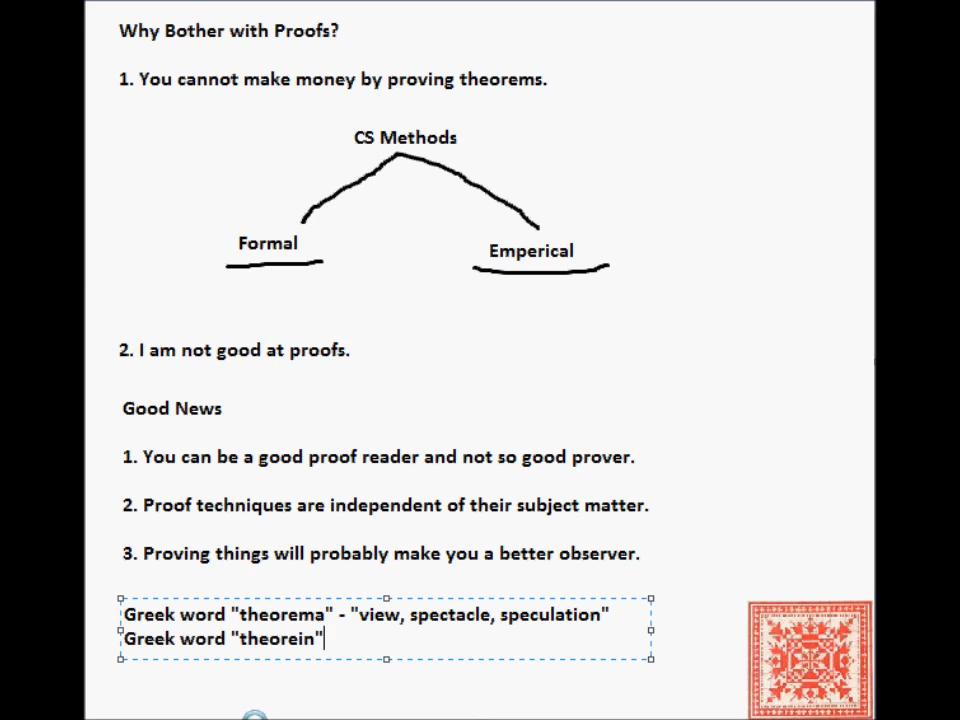 Why Bother with Proofs?
1. You cannot make money by proving theorems.
CS Methods
Formal
Emperical
2. I am not good at proofs.
Good News
1. You can be a good proof reader and not so good prover.
2. Proof techniques are independent of their subject matter.
3. Proving things will probably make you a better observer.
Greek word "theorema" - "view, spectacle, speculation"
Greek word "theorein"